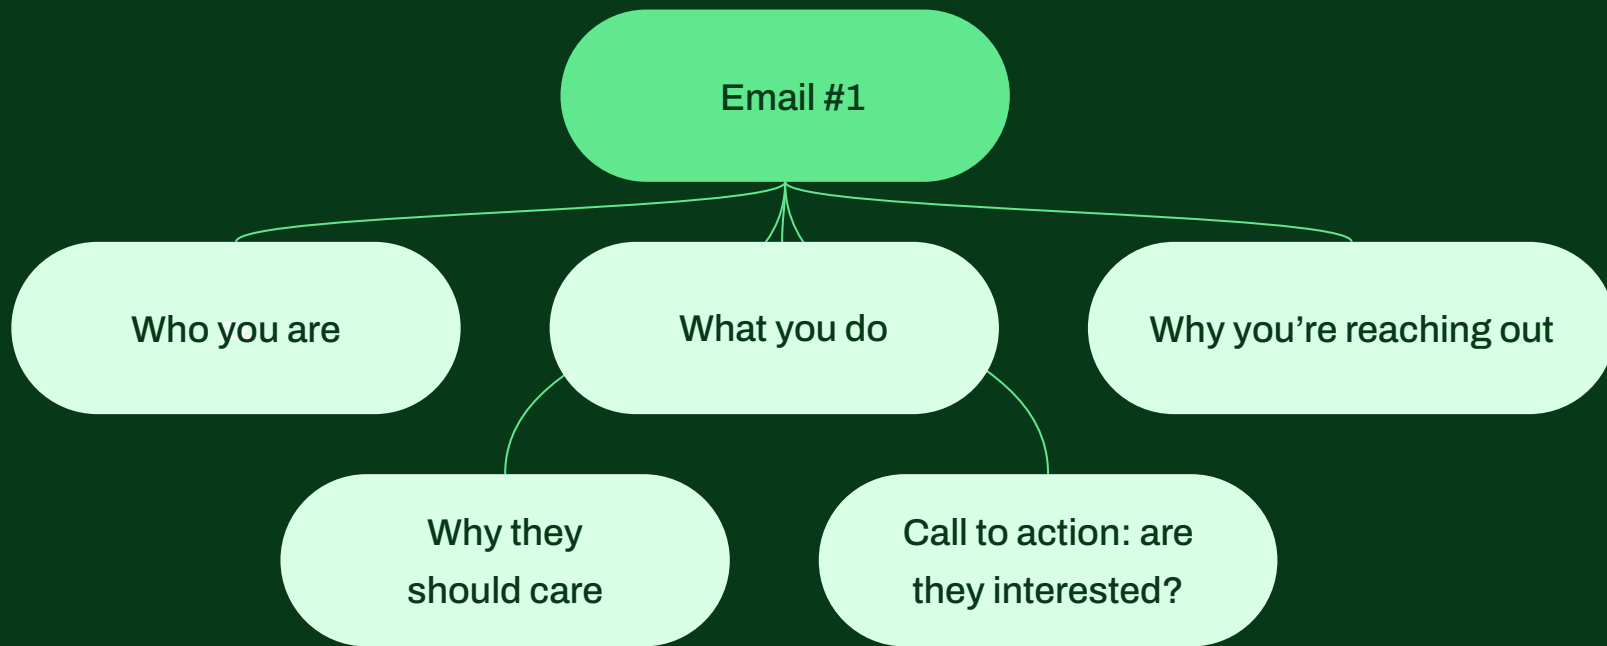 Email #1
Who you are
What you do
Why you’re reaching out
Why they
should care
Call to action: are
they interested?